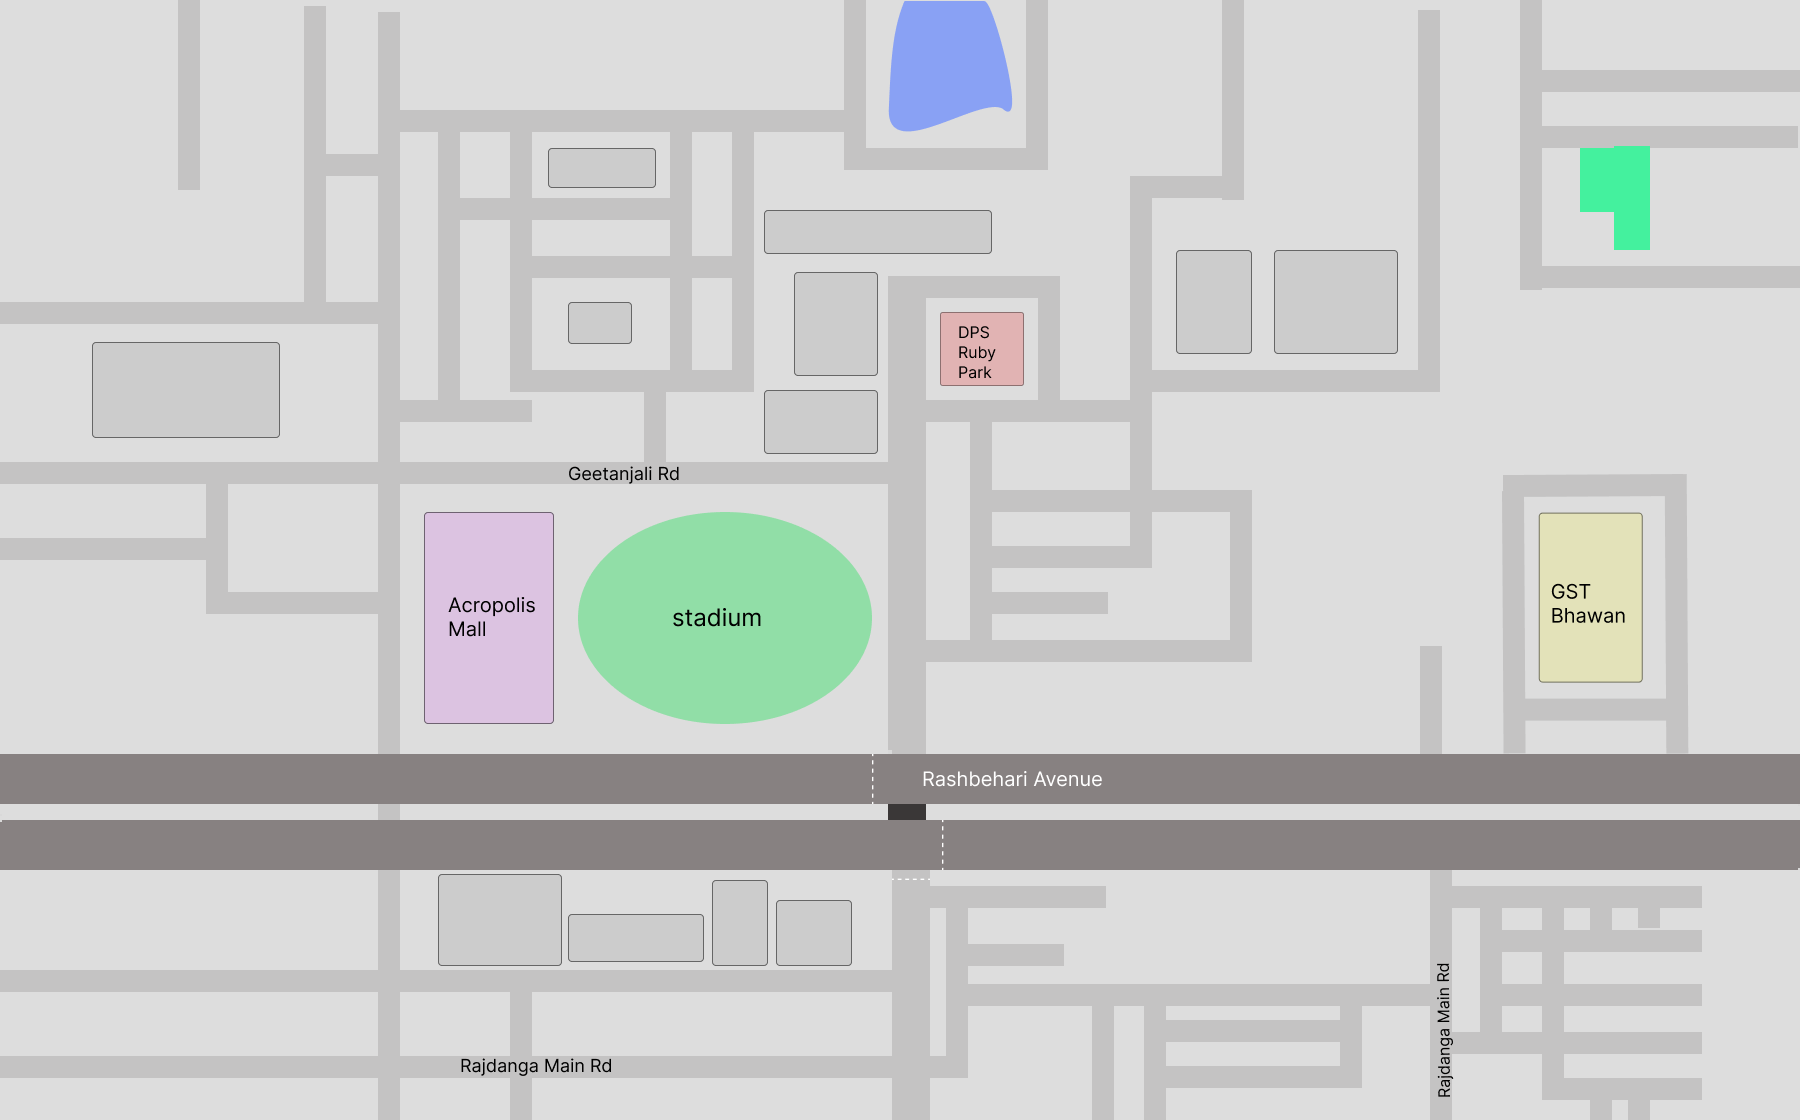 DPS
Ruby
Park
Geetanjali Rd
Acropolis
Mall
stadium
GST
Bhawan
Rashbehari Avenue
Rajdanga Main Rd
Rajdanga Main Rd